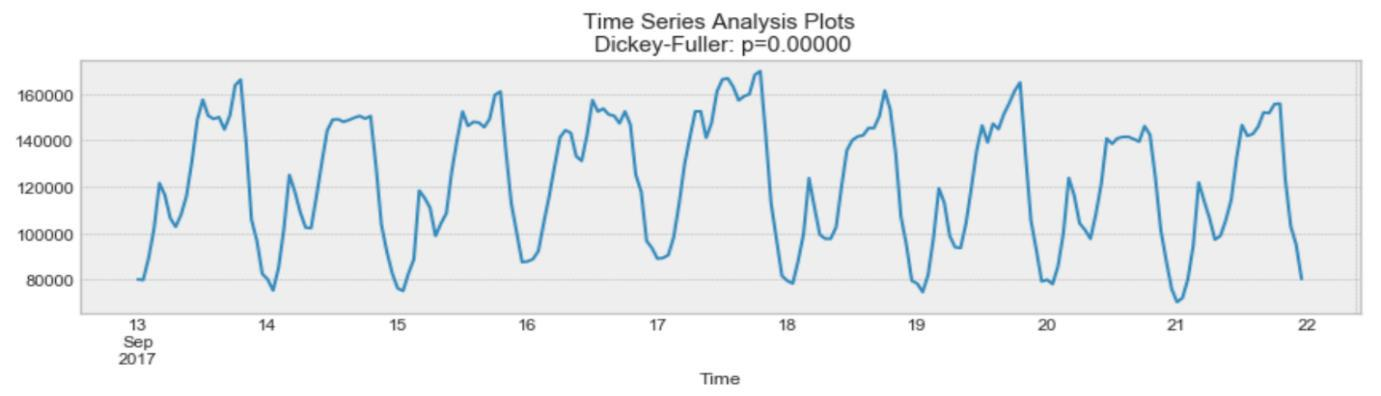 Time Series Analysis Plots
Dickey-Fuller: p=0.00000
160000
140000
120000
100000
80000
13 14 15 16 17 18 19 20 21 22
Sep
2017
Time